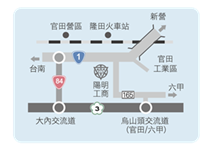 新營
官田營區
隆田火車站
1
台南
84
陽明
工商
官田
工業區
165
六甲
3
大內交流道
烏山頭交流道
(官田/六甲)